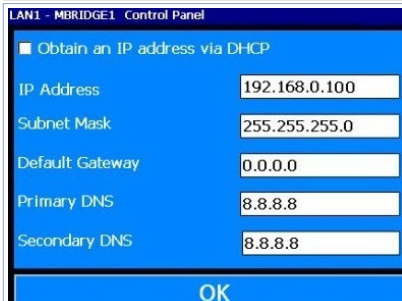 LAN1 - MBRIDGE1 Control Panel
Obtain an IP address via DHCP
IP Address 192.168.0.100
Subnet Mask 255.255.255.0
Default Gateway 0.0.0.0
Primary DNS 8.8.8.8
Secondary DNS 8.8.8.8
OK